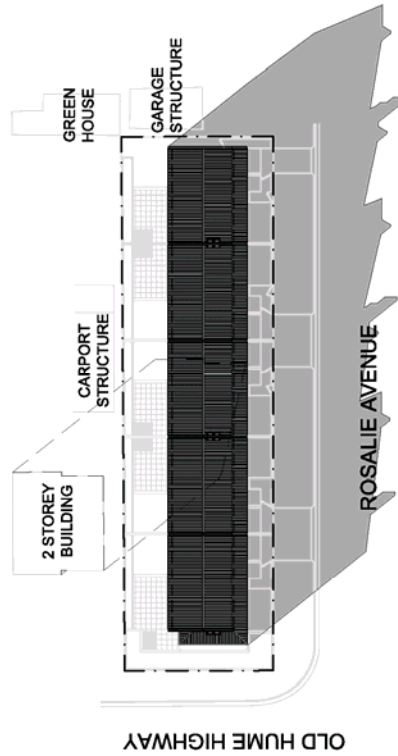 GREEN
HOUSE
GARAGE
STRUCTURE
CARPORT
STRUCTURE
2 STOREY
BUILDING
ROSALIE AVENUE
OLD HUME HIGHWAY